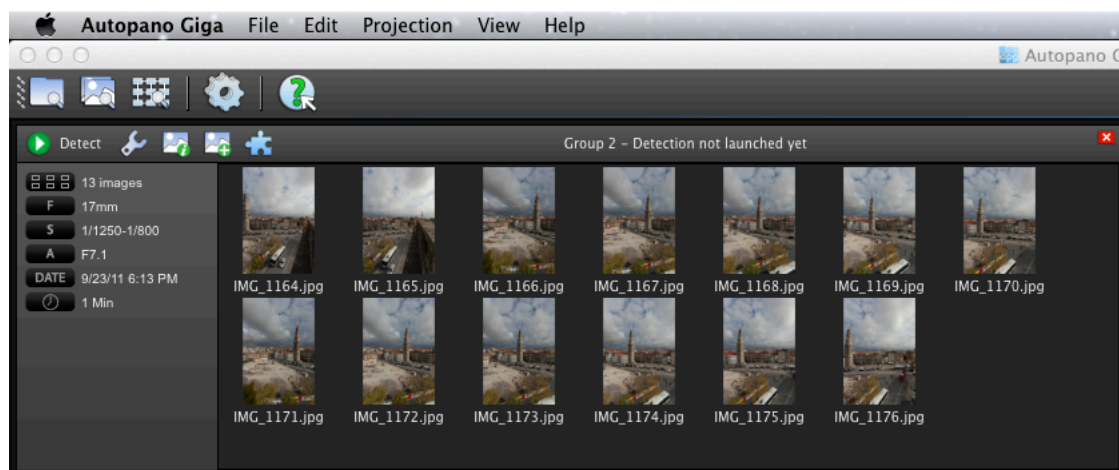 Autopano Giga File Edit Projection View Help
Autopano
Detect Group 2 – Detection not launched yet
13 images
F 17mm
S 1/1250-1/800
A F7.1
DATE 9/23/11 6:13 PM
1 Min
IMG_1164.jpg IMG_1165.jpg IMG_1166.jpg IMG_1167.jpg IMG_1168.jpg IMG_1169.jpg IMG_1170.jpg
IMG_1171.jpg IMG_1172.jpg IMG_1173.jpg IMG_1174.jpg IMG_1175.jpg IMG_1176.jpg